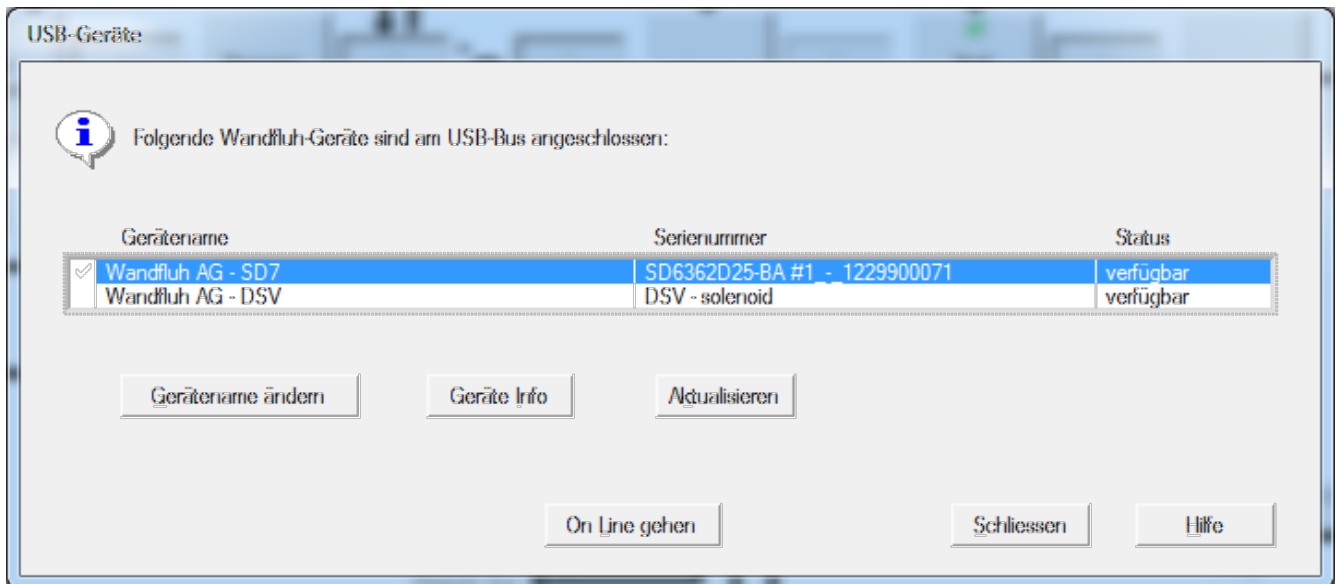 USB-Geräte
Folgende Wandfluh-Geräte sind am USB-Bus angeschlossen:
Gerätename Serienummer Status
Wandfluh AG - SD7 SD6362D25-BA #1_-_1229900071 verfügbar
Wandfluh AG - DSV DSV - solenoid verfügbar
Gerätename ändern Geräte Info Aktualisieren
On Line gehen Schliessen Hilfe